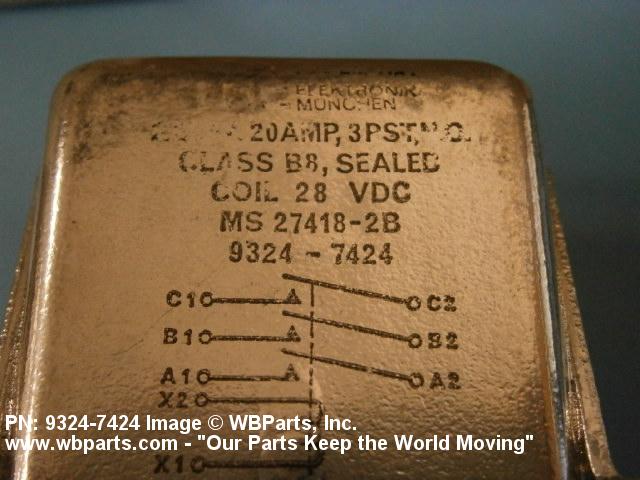 ELEKTRONIK
MÜNCHEN
20AMP, 3PST, N.O.
CLASS B8, SEALED
COIL 28 VDC
MS 27418-2B
9324 - 7424
C1 C2
B1 B2
A1 A2
X2
X1
PN: 9324-7424 Image © WBParts, Inc.
www.wbparts.com - "Our Parts Keep the World Moving"